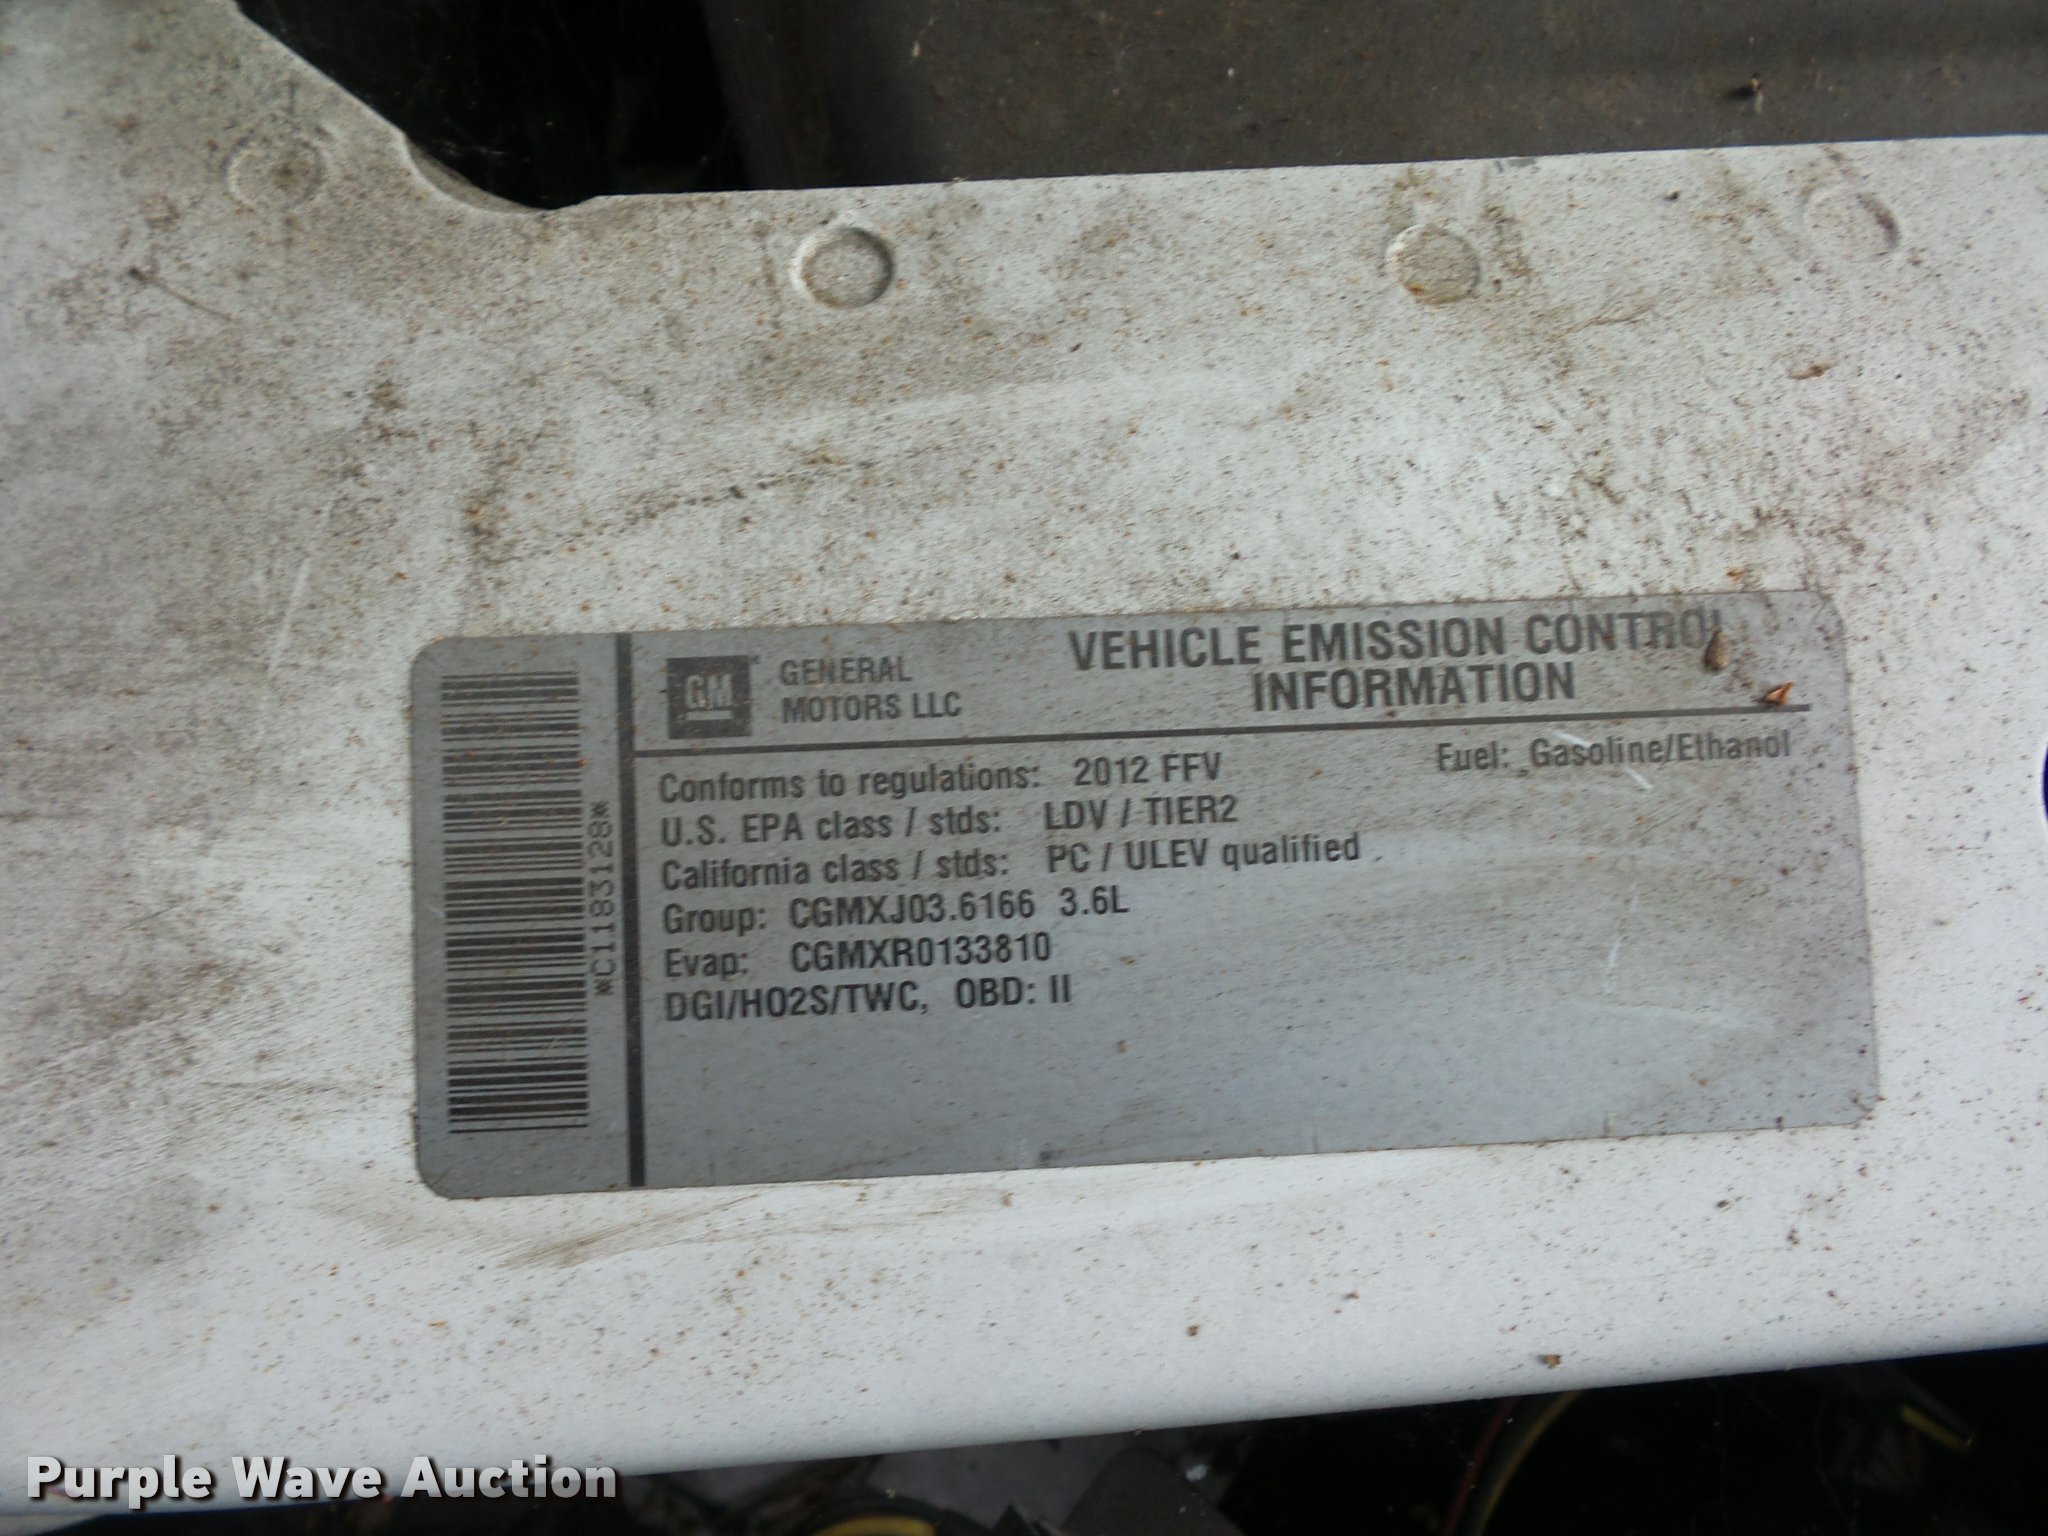 *C1183128*
GM
GENERAL
MOTORS LLC
VEHICLE EMISSION CONTROL
INFORMATION
Conforms to regulations: 2012 FFV Fuel: Gasoline/Ethanol
U.S. EPA class / stds: LDV / TIER2
California class / stds: PC / ULEV qualified
Group: CGMXJ03.6166 3.6L
Evap: CGMXR0133810
DGI/HO2S/TWC, OBD: II
Purple Wave Auction